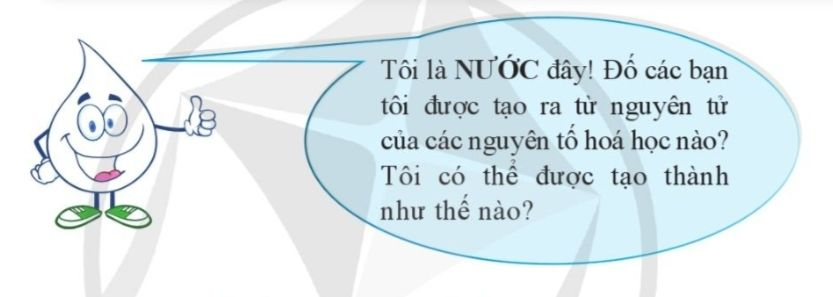 Tôi là NƯỚC đây! Đố các bạn
tôi được tạo ra từ nguyên tử
của các nguyên tố hoá học nào?
Tôi có thể được tạo thành
như thế nào?